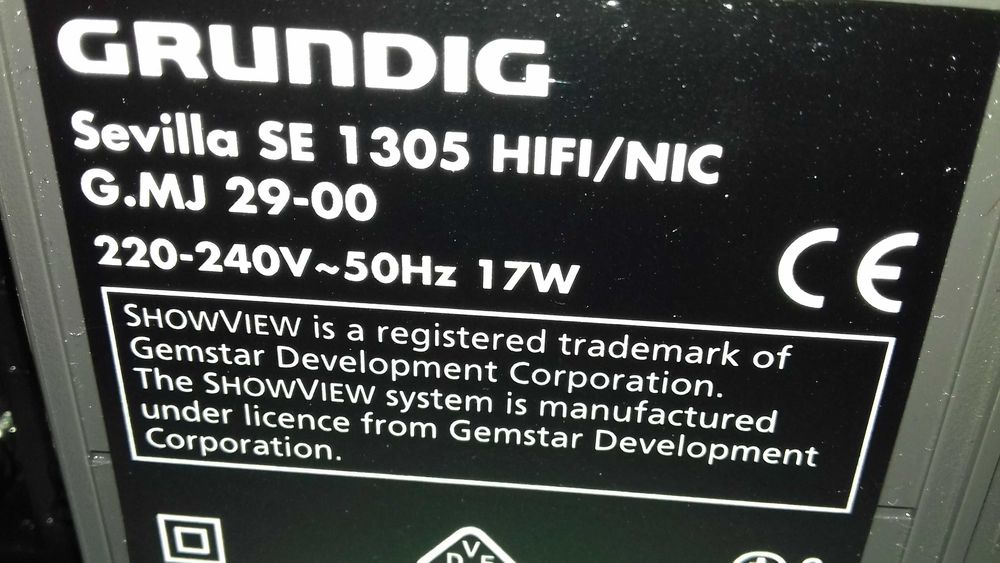 GRUNDIG
Sevilla SE 1305 HIFI/NIC
G.MJ 29-00
220-240V~50Hz 17W
CE
SHOWVIEW is a registered trademark of
Gemstar Development Corporation.
The SHOWVIEW system is manufactured
under licence from Gemstar Development
Corporation.
VDE